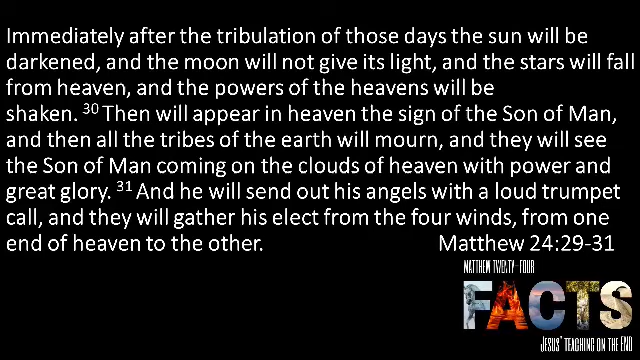 Immediately after the tribulation of those days the sun will be
darkened, and the moon will not give its light, and the stars will fall
from heaven, and the powers of the heavens will be
shaken. 30 Then will appear in heaven the sign of the Son of Man,
and then all the tribes of the earth will mourn, and they will see
the Son of Man coming on the clouds of heaven with power and
great glory. 31 And he will send out his angels with a loud trumpet
call, and they will gather his elect from the four winds, from one
end of heaven to the other. Matthew 24:29-31
MATTHEW TWENTY-FOUR
FACTS
JESUS' TEACHING ON THE END